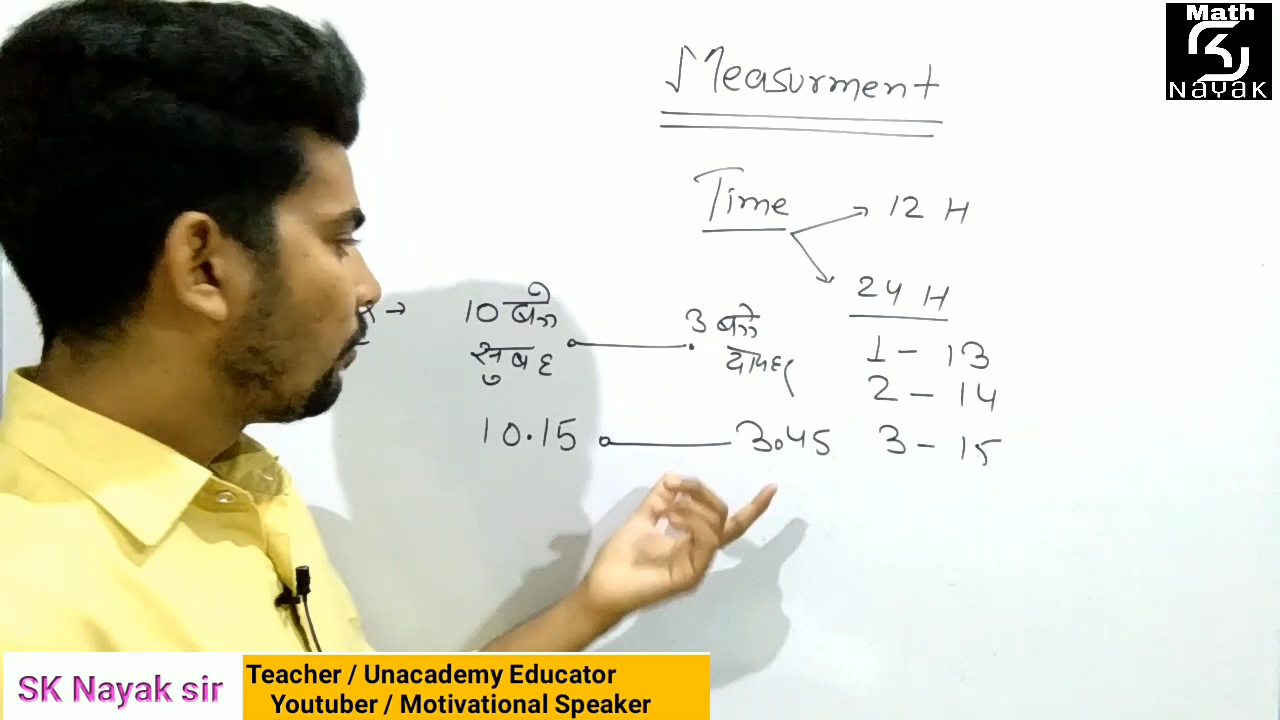 Math
NAYAK
Measurment
Time → 12 H
24 H
10 बजे 3 बजे
सुबह दोपहर
1 - 13
2 - 14
10.15 3.45 3 - 15
SK Nayak sir
Teacher / Unacademy Educator
Youtuber / Motivational Speaker